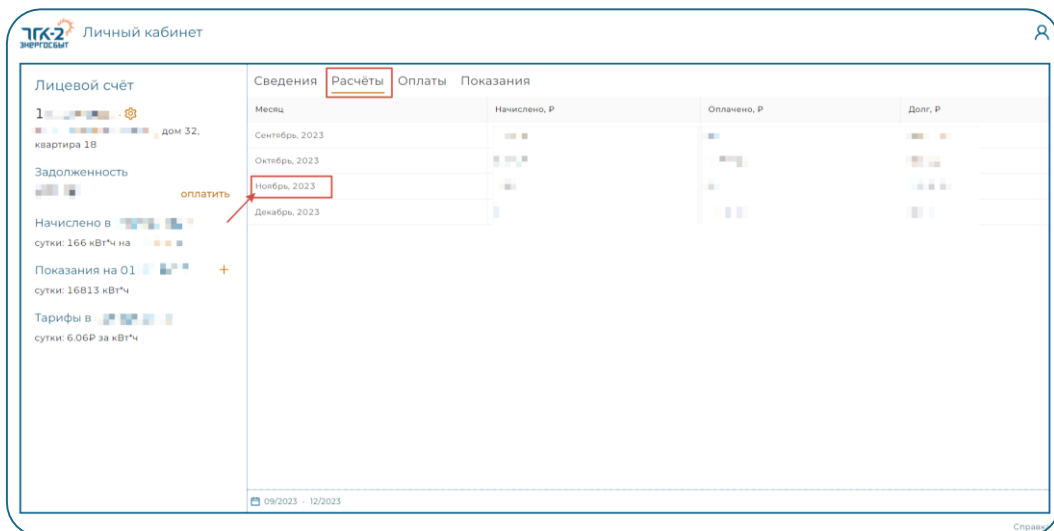 ТГК-2
ЭНЕРГОСБЫТ
Личный кабинет
Лицевой счёт
1
дом 32,
квартира 18
Задолженность
оплатить
Начислено в
сутки: 166 кВт*ч на
Показания на 01 +
сутки: 16813 кВт*ч
Тарифы в
сутки: 6.06₽ за кВт*ч
Сведения Расчёты Оплаты Показания
Месяц Начислено, ₽ Оплачено, ₽ Долг, ₽
Сентябрь, 2023
Октябрь, 2023
Ноябрь, 2023
Декабрь, 2023
09/2023 - 12/2023